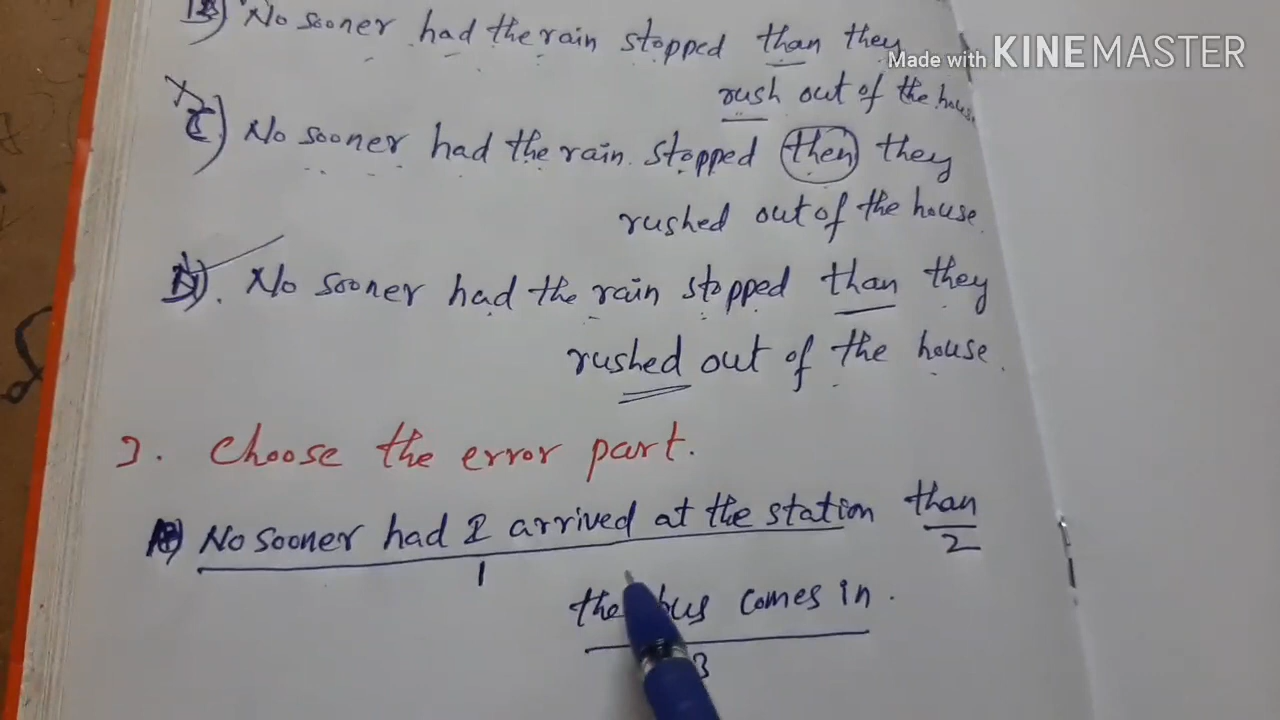 B) No sooner had the rain stopped than they
Made with KINEMASTER
rush out of the house.
C) No sooner had the rain stopped then they
rushed out of the house.
D). No sooner had the rain stopped than they
rushed out of the house.
3. Choose the error part.
No sooner had I arrived at the station than
1 2
the bus comes in.
3